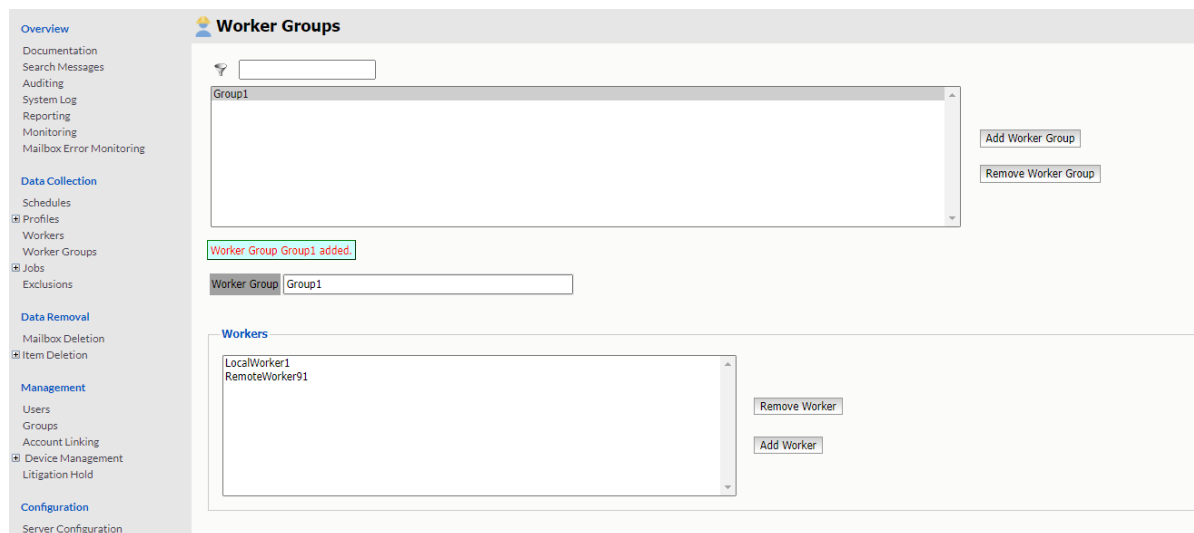 Overview
Documentation
Search Messages
Auditing
System Log
Reporting
Monitoring
Mailbox Error Monitoring
Data Collection
Schedules
Profiles
Workers
Worker Groups
Jobs
Exclusions
Data Removal
Mailbox Deletion
Item Deletion
Management
Users
Groups
Account Linking
Device Management
Litigation Hold
Configuration
Server Configuration
Worker Groups
Group1
Add Worker Group
Remove Worker Group
Worker Group Group1 added.
Worker Group Group1
Workers
LocalWorker1
RemoteWorker91
Remove Worker
Add Worker